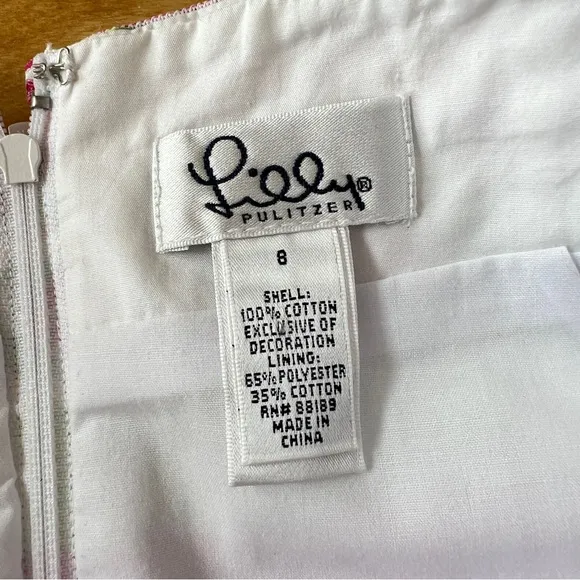 Lilly®
PULITZER
8
SHELL:
100% COTTON
EXCLUSIVE OF
DECORATION
LINING:
65% POLYESTER
35% COTTON
RN# 88189
MADE IN
CHINA